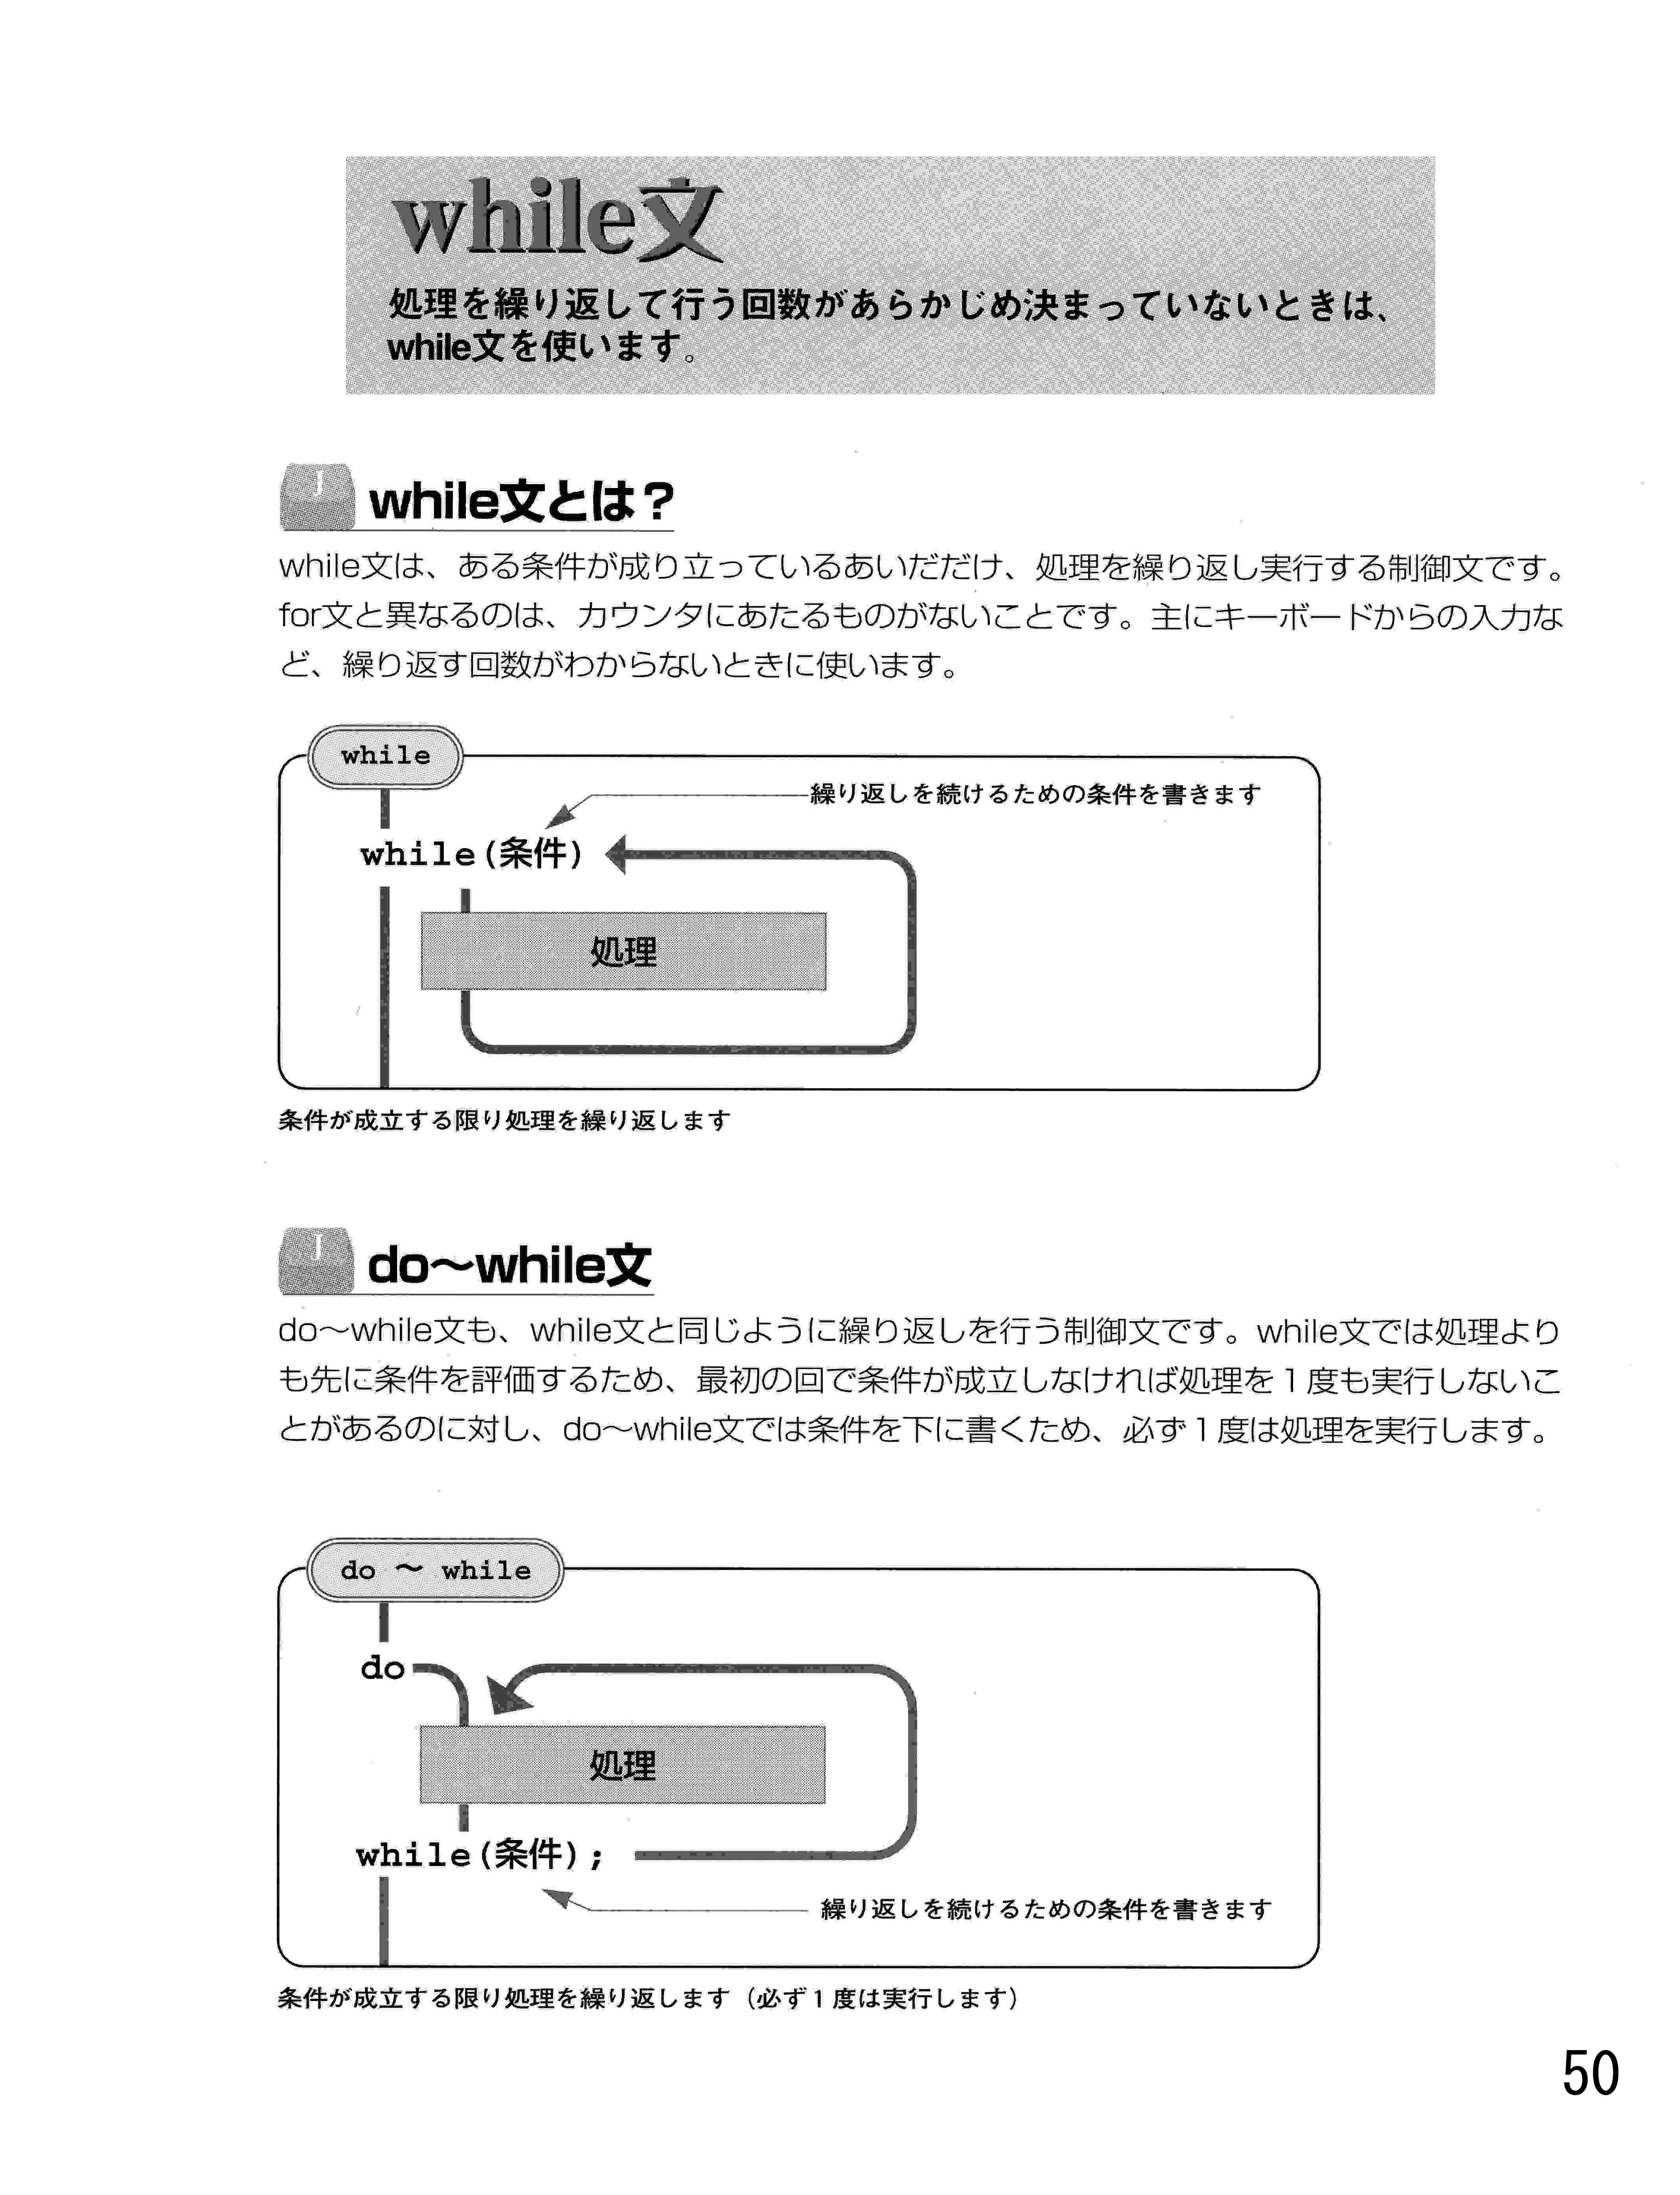 while文
処理を繰り返して行う回数があらかじめ決まっていないときは、
while文を使います。
J
while文とは？
while文は、ある条件が成り立っているあいだだけ、処理を繰り返し実行する制御文です。
for文と異なるのは、カウンタにあたるものがないことです。主にキーボードからの入力な
ど、繰り返す回数がわからないときに使います。
while
繰り返しを続けるための条件を書きます
while(条件)
処理
条件が成立する限り処理を繰り返します
J
do〜while文
do〜while文も、while文と同じように繰り返しを行う制御文です。while文では処理より
も先に条件を評価するため、最初の回で条件が成立しなければ処理を1度も実行しないこ
とがあるのに対し、do〜while文では条件を下に書くため、必ず1度は処理を実行します。
do 〜 while
do
処理
while(条件);
繰り返しを続けるための条件を書きます
条件が成立する限り処理を繰り返します（必ず1度は実行します）
50